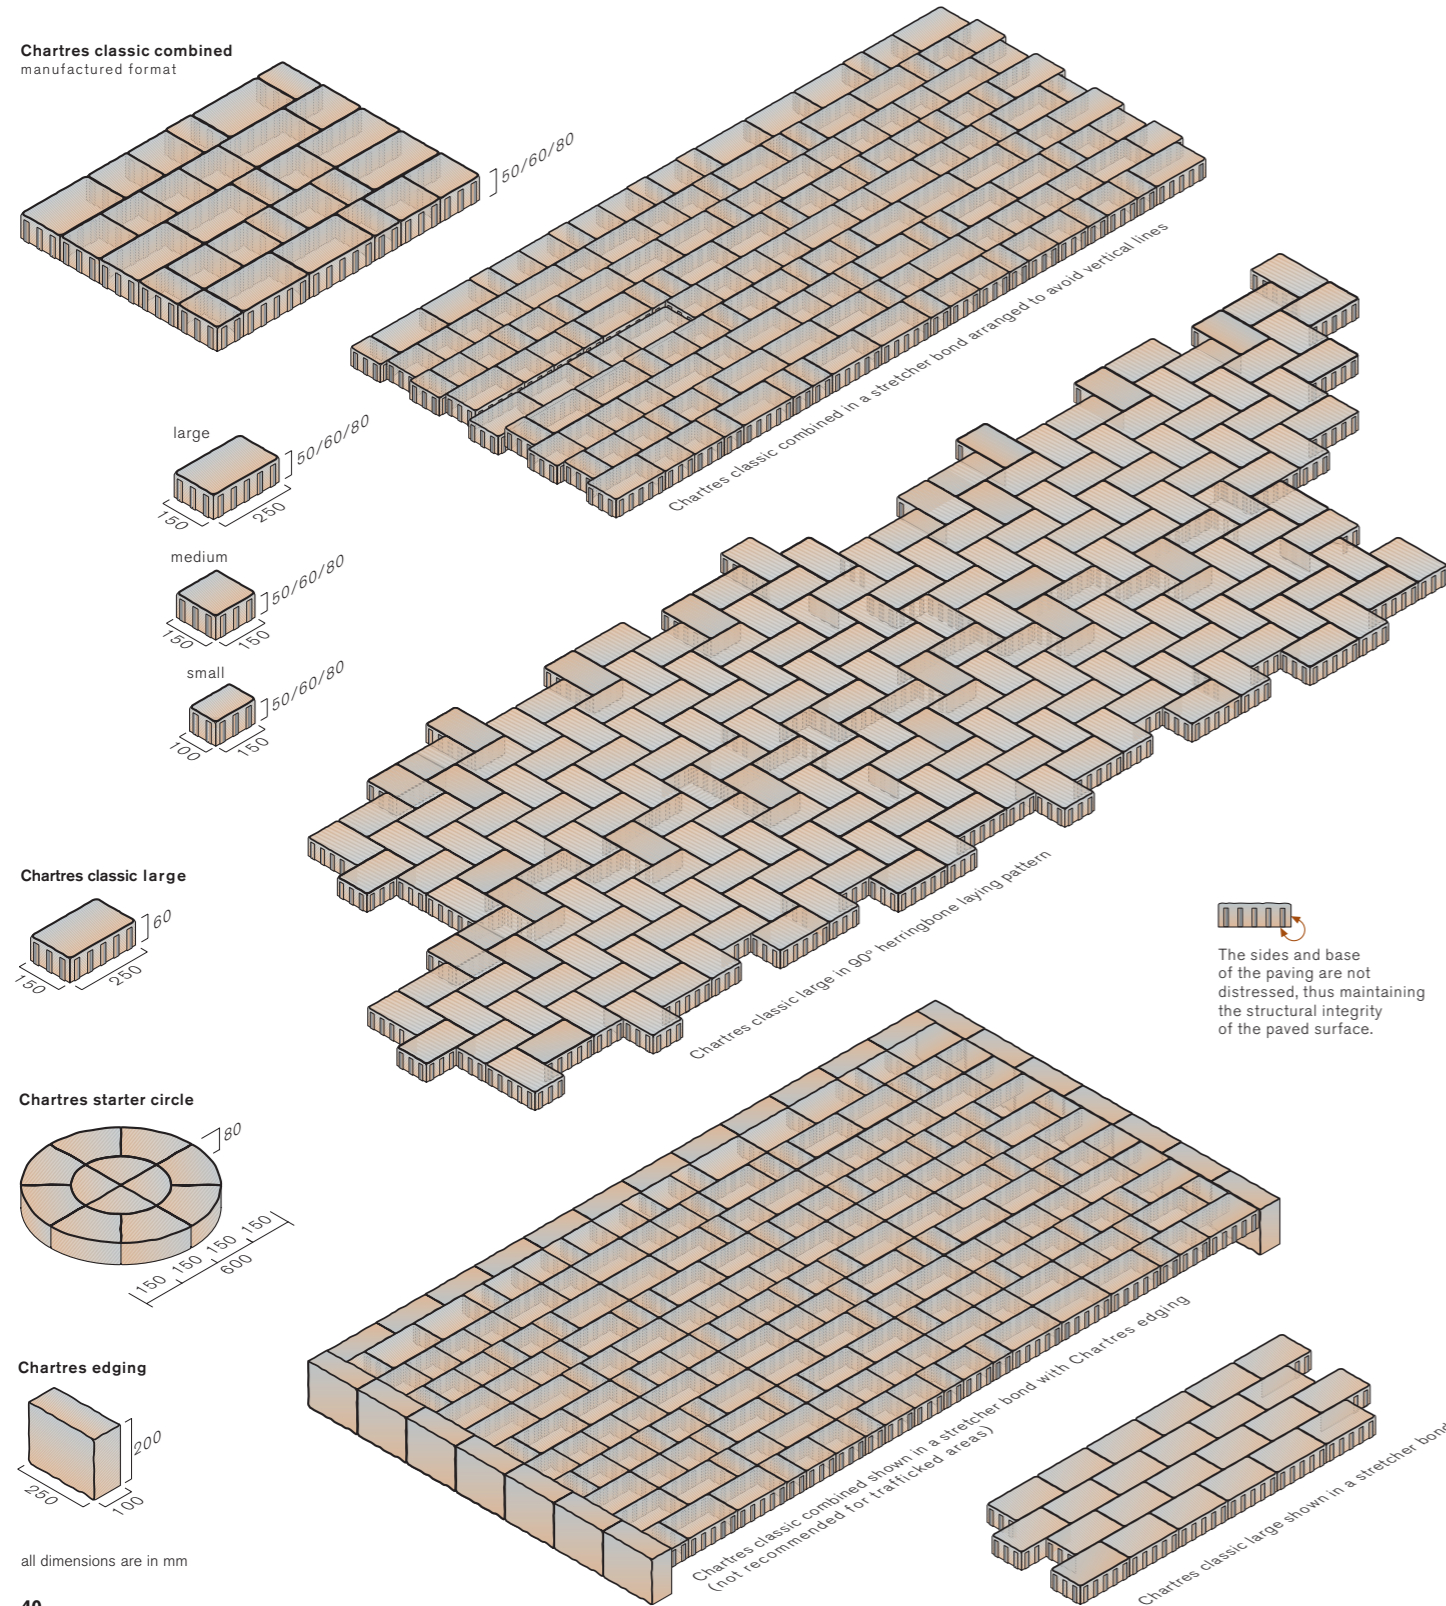 Chartres classic combined
manufactured format
50/60/80
Chartres classic combined in a stretcher bond arranged to avoid vertical lines
large
50/60/80
150
250
medium
50/60/80
150
150
small
50/60/80
100
150
Chartres classic large
60
150
250
Chartres classic large in 90° herringbone laying pattern
The sides and base
of the paving are not
distressed, thus maintaining
the structural integrity
of the paved surface.
Chartres starter circle
80
150 150 150 150
600
Chartres edging
200
250
100
Chartres classic combined shown in a stretcher bond with Chartres edging
(not recommended for trafficked areas)
Chartres classic large shown in a stretcher bond
all dimensions are in mm
40